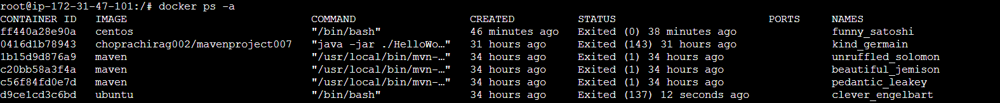 root@ip-172-31-47-101:/# docker ps -a
CONTAINER ID   IMAGE                            COMMAND                  CREATED          STATUS                        PORTS     NAMES
ff440a28e90a   centos                           "/bin/bash"              46 minutes ago   Exited (0) 38 minutes ago               funny_satoshi
0416d1b78943   choprachirag002/mavenproject007   "java -jar ./HelloWo…"   31 hours ago     Exited (143) 31 hours ago               kind_germain
1b15d9d876a9   maven                            "/usr/local/bin/mvn-…"   34 hours ago     Exited (1) 34 hours ago                 unruffled_solomon
c20bb58a3f4a   maven                            "/usr/local/bin/mvn-…"   34 hours ago     Exited (1) 34 hours ago                 beautiful_jemison
c56f84fd0e7d   maven                            "/usr/local/bin/mvn-…"   34 hours ago     Exited (1) 34 hours ago                 pedantic_leakey
d9ce1cd3c6bd   ubuntu                           "/bin/bash"              34 hours ago     Exited (137) 12 seconds ago             clever_engelbart